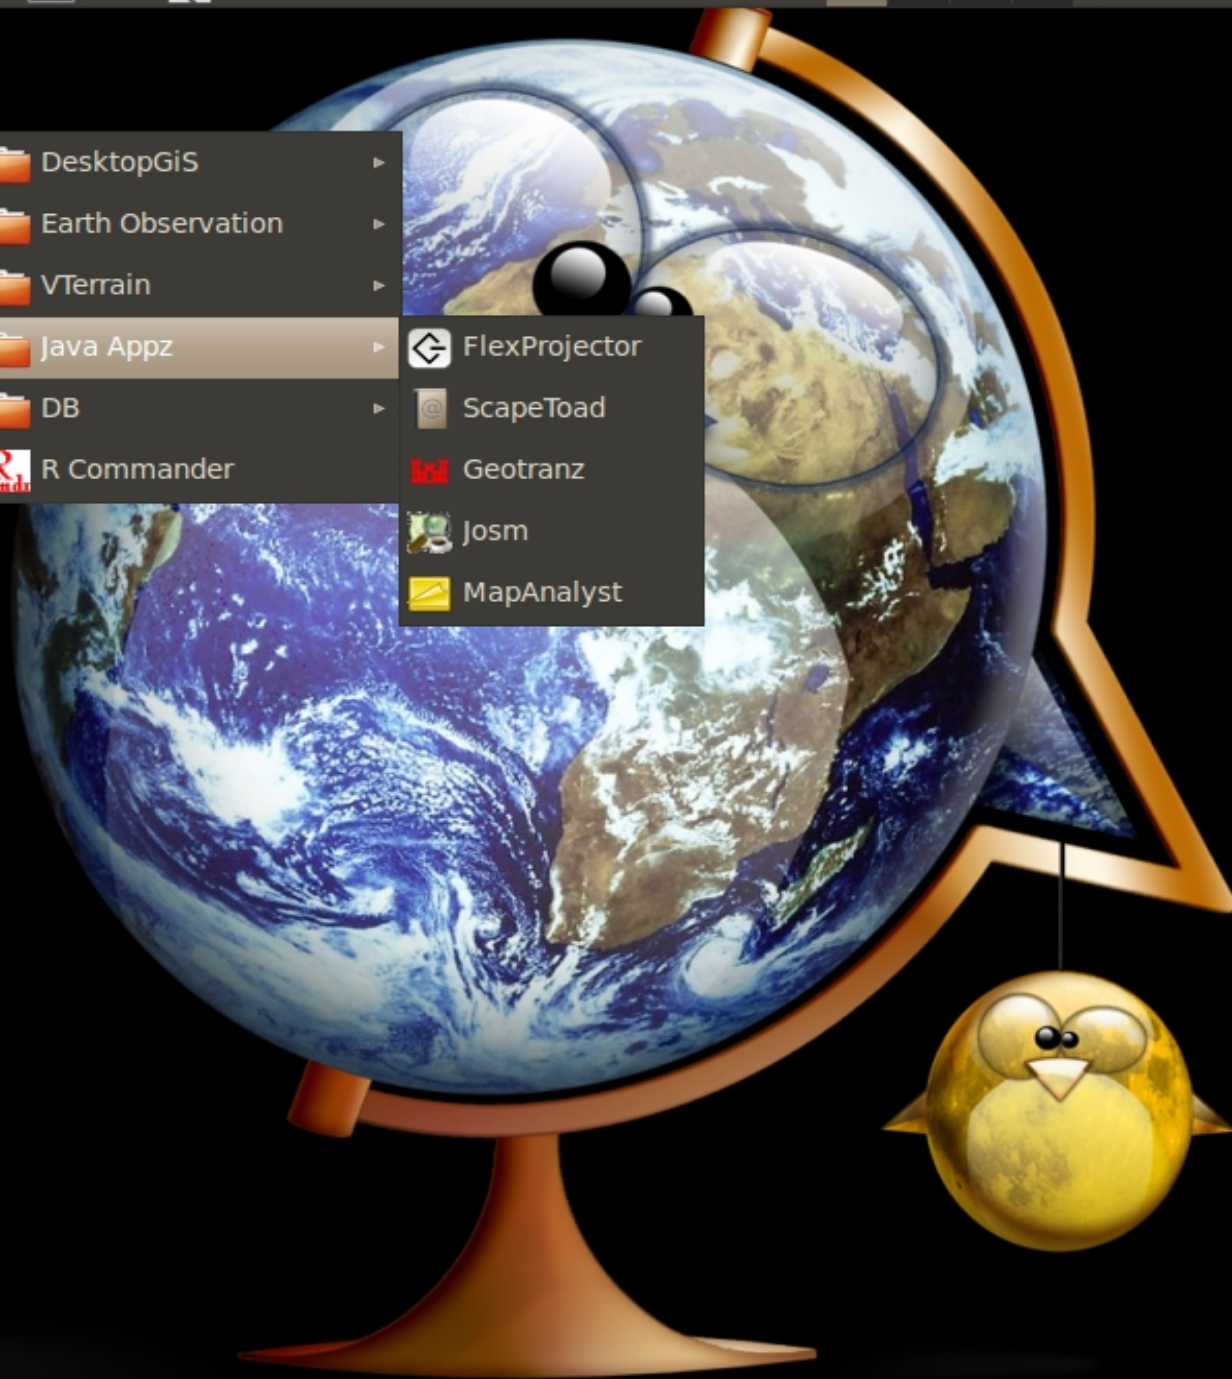 DesktopGiS
Earth Observation
VTerrain
Java Appz
DB
R Commander
FlexProjector
ScapeToad
Geotranz
Josm
MapAnalyst